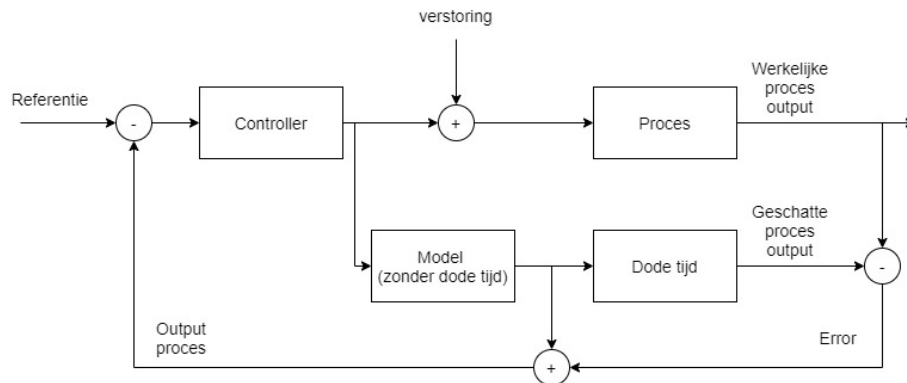 verstoring
Referentie
-
Controller
+
Proces
Werkelijke
proces
output
Model
(zonder dode tijd)
Dode tijd
Geschatte
proces
output
-
Output
proces
+
Error